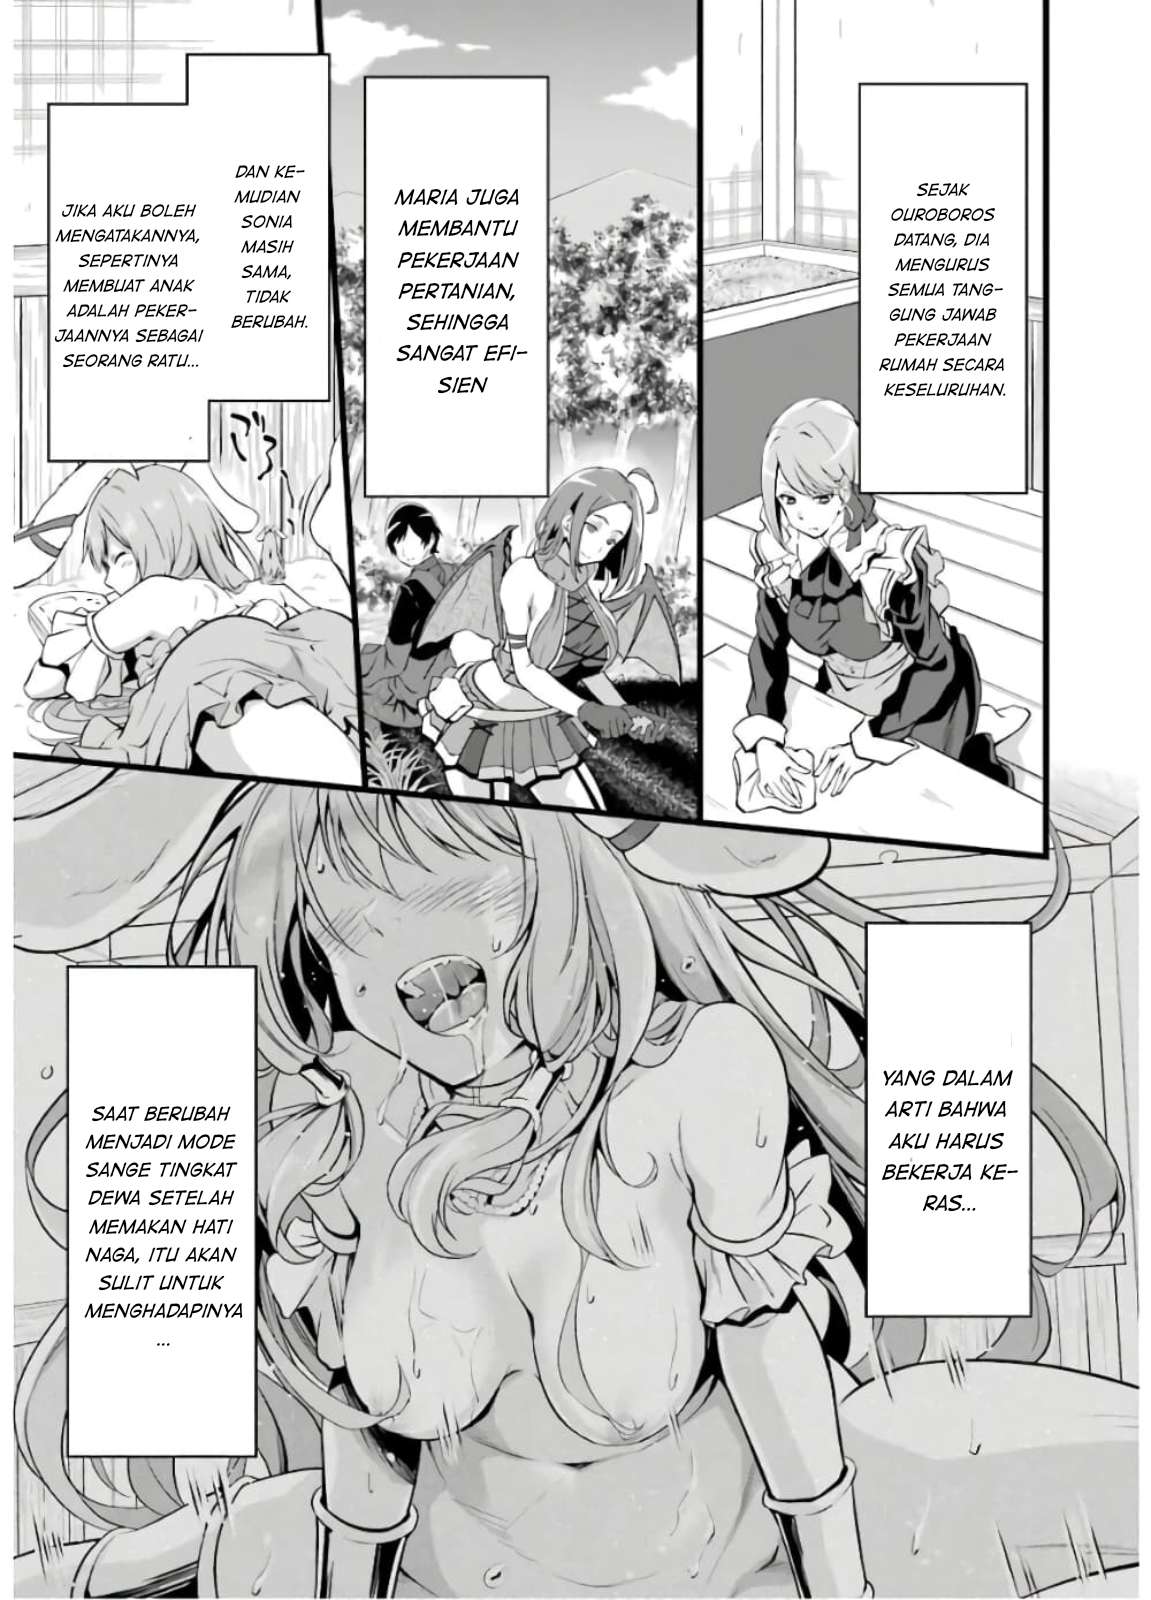 SEJAK
OUROBOROS
DATANG, DIA
MENGURUS
SEMUA TANG-
GUNG JAWAB
PEKERJAAN
RUMAH SECARA
KESELURUHAN.
MARIA JUGA
MEMBANTU
PEKERJAAN
PERTANIAN,
SEHINGGA
SANGAT EFI-
SIEN
DAN KE-
MUDIAN
SONIA
MASIH
SAMA,
TIDAK
BERUBAH.
JIKA AKU BOLEH
MENGATAKANNYA,
SEPERTINYA
MEMBUAT ANAK
ADALAH PEKER-
JAANNYA SEBAGAI
SEORANG RATU...
ごろ
YANG DALAM
ARTI BAHWA
AKU HARUS
BEKERJA KE-
RAS...
SAAT BERUBAH
MENJADI MODE
SANGE TINGKAT
DEWA SETELAH
MEMAKAN HATI
NAGA, ITU AKAN
SULIT UNTUK
MENGHADAPINYA
...